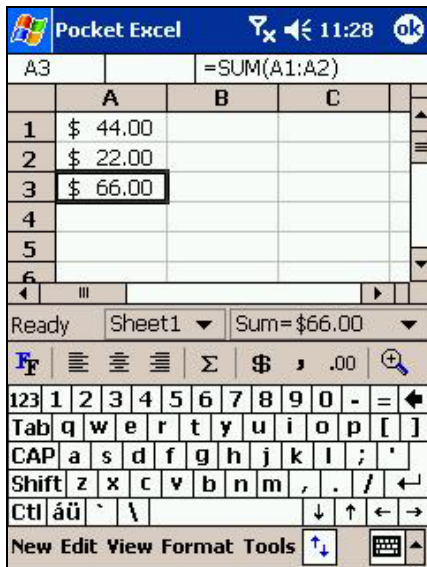 Pocket Excel 11:28 ok
A3 =SUM(A1:A2)
A B C
1 $ 44.00
2 $ 22.00
3 $ 66.00
4
5
6
Ready Sheet1 Sum=$66.00
FF Σ $ , .00
123 1 2 3 4 5 6 7 8 9 0 - =
Tab q w e r t y u i o p [ ]
CAP a s d f g h j k l ; '
Shift z x c v b n m , . /
Ctl áü ` \ ↓ ↑ ← →
New Edit View Format Tools